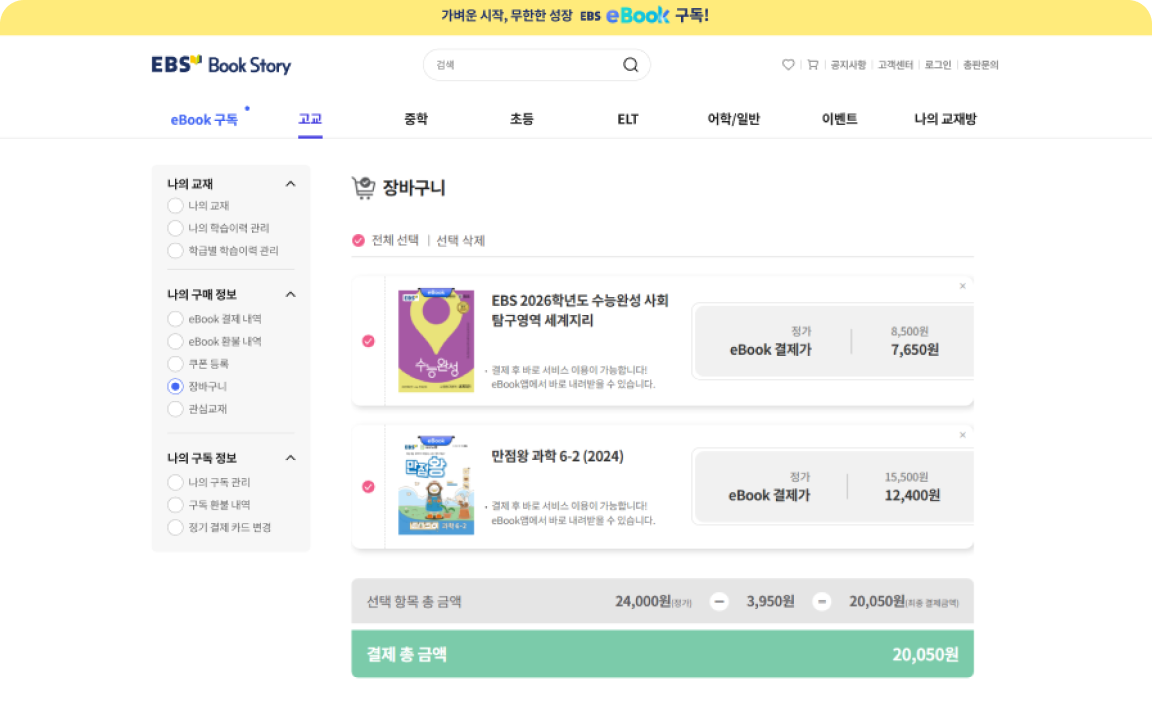 가벼운 시작, 무한한 성장 EBS eBook 구독!
EBS Book Story
검색
공지사항 | 고객센터 | 로그인 | 총판문의
eBook 구독
고교
중학
초등
ELT
어학/일반
이벤트
나의 교재방
나의 교재
나의 교재
나의 학습이력 관리
학급별 학습이력 관리
나의 구매 정보
eBook 결제 내역
eBook 환불 내역
쿠폰 등록
장바구니
관심교재
나의 구독 정보
나의 구독 관리
구독 환불 내역
정기 결제 카드 변경
장바구니
전체 선택 | 선택 삭제
eBook
EBS
수능완성
EBS 2026학년도 수능완성 사회
탐구영역 세계지리
· 결제 후 바로 서비스 이용이 가능합니다!
eBook앱에서 바로 내려받을 수 있습니다.
정가 8,500원
eBook 결제가 7,650원
×
eBook
EBS
만점왕
과학 6-2
만점왕 과학 6-2 (2024)
· 결제 후 바로 서비스 이용이 가능합니다!
eBook앱에서 바로 내려받을 수 있습니다.
정가 15,500원
eBook 결제가 12,400원
×
선택 항목 총 금액 24,000원(정가) − 3,950원 = 20,050원(최종 결제금액)
결제 총 금액 20,050원